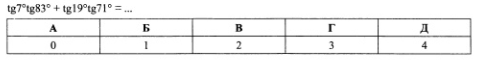 tg7°tg83° + tg19°tg71° = ...
А Б В Г Д
0 1 2 3 4